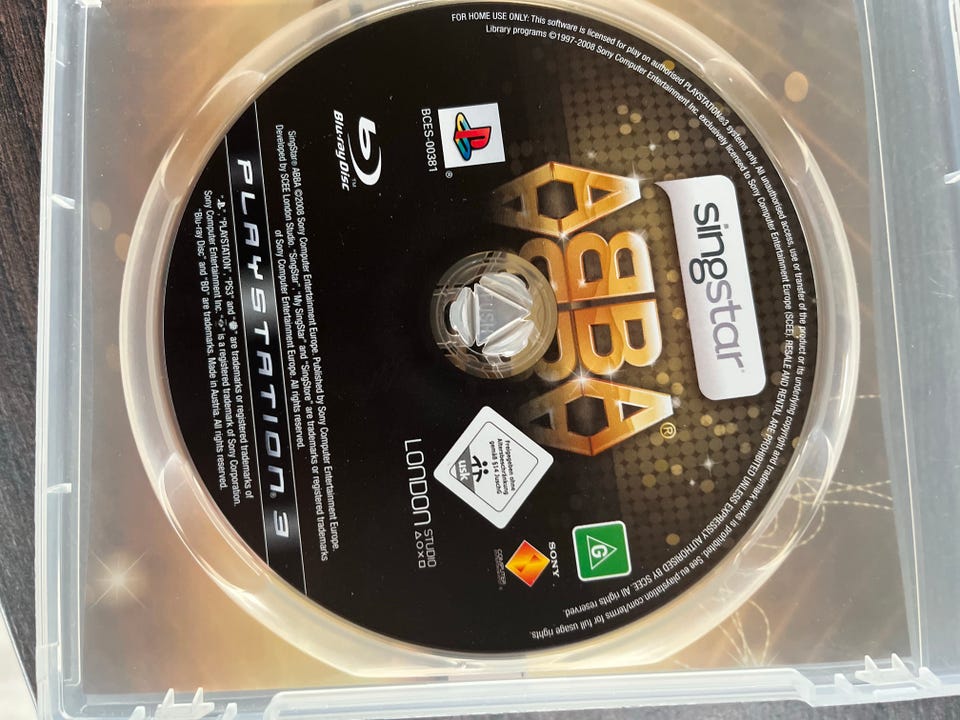 FOR HOME USE ONLY: This software is licensed for play on authorised PLAYSTATION®3 systems only. All unauthorised access, use or transfer of the product or its underlying copyright and trademark works is prohibited. See eu.playstation.com/terms for full usage rights.
Library programs ©1997-2008 Sony Computer Entertainment Inc. exclusively licensed to Sony Computer Entertainment Europe (SCEE). RESALE AND RENTAL ARE PROHIBITED UNLESS EXPRESSLY AUTHORISED BY SCEE. All rights reserved.
singstar®
ABBA®
BCES-00381
®
Blu-ray Disc™
Freigegeben ohne
Altersbeschränkung
gemäß §14 JuschG
usk
G
SONY
COMPUTER
LONDON STUDIO
SingStar® ABBA ©2008 Sony Computer Entertainment Europe. Published by Sony Computer Entertainment Europe.
Developed by SCEE London Studio. "SingStar", "My SingStar" and "SingStore" are trademarks or registered trademarks
of Sony Computer Entertainment Europe. All rights reserved.
PLAYSTATION® 3
"PLAYSTATION", "PS3" and " " are trademarks or registered trademarks of
Sony Computer Entertainment Inc. " " is a registered trademark of Sony Corporation.
"Blu-ray Disc" and "BD" are trademarks. Made in Austria. All rights reserved.